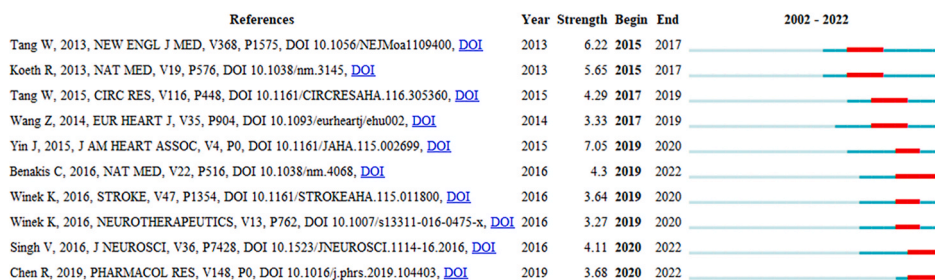 References Year Strength Begin End 2002 - 2022
Tang W, 2013, NEW ENGL J MED, V368, P1575, DOI 10.1056/NEJMoa1109400, DOI 2013 6.22 2015 2017
Koeth R, 2013, NAT MED, V19, P576, DOI 10.1038/nm.3145, DOI 2013 5.65 2015 2017
Tang W, 2015, CIRC RES, V116, P448, DOI 10.1161/CIRCRESAHA.116.305360, DOI 2015 4.29 2017 2019
Wang Z, 2014, EUR HEART J, V35, P904, DOI 10.1093/eurheartj/ehu002, DOI 2014 3.33 2017 2019
Yin J, 2015, J AM HEART ASSOC, V4, P0, DOI 10.1161/JAHA.115.002699, DOI 2015 7.05 2019 2020
Benakis C, 2016, NAT MED, V22, P516, DOI 10.1038/nm.4068, DOI 2016 4.3 2019 2022
Winek K, 2016, STROKE, V47, P1354, DOI 10.1161/STROKEAHA.115.011800, DOI 2016 3.64 2019 2020
Winek K, 2016, NEUROTHERAPEUTICS, V13, P762, DOI 10.1007/s13311-016-0475-x, DOI 2016 3.27 2019 2020
Singh V, 2016, J NEUROSCI, V36, P7428, DOI 10.1523/JNEUROSCI.1114-16.2016, DOI 2016 4.11 2020 2022
Chen R, 2019, PHARMACOL RES, V148, P0, DOI 10.1016/j.phrs.2019.104403, DOI 2019 3.68 2020 2022